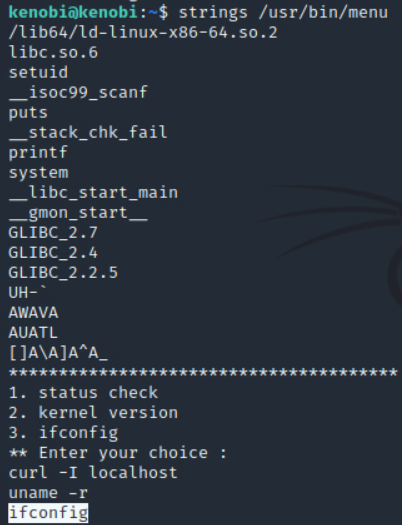 kenobi@kenobi:~$ strings /usr/bin/menu
/lib64/ld-linux-x86-64.so.2
libc.so.6
setuid
__isoc99_scanf
puts
__stack_chk_fail
printf
system
__libc_start_main
__gmon_start__
GLIBC_2.7
GLIBC_2.4
GLIBC_2.2.5
UH-`
AWAVA
AUATL
[]A\A]A^A_
***************************************
1. status check
2. kernel version
3. ifconfig
** Enter your choice :
curl -I localhost
uname -r
ifconfig